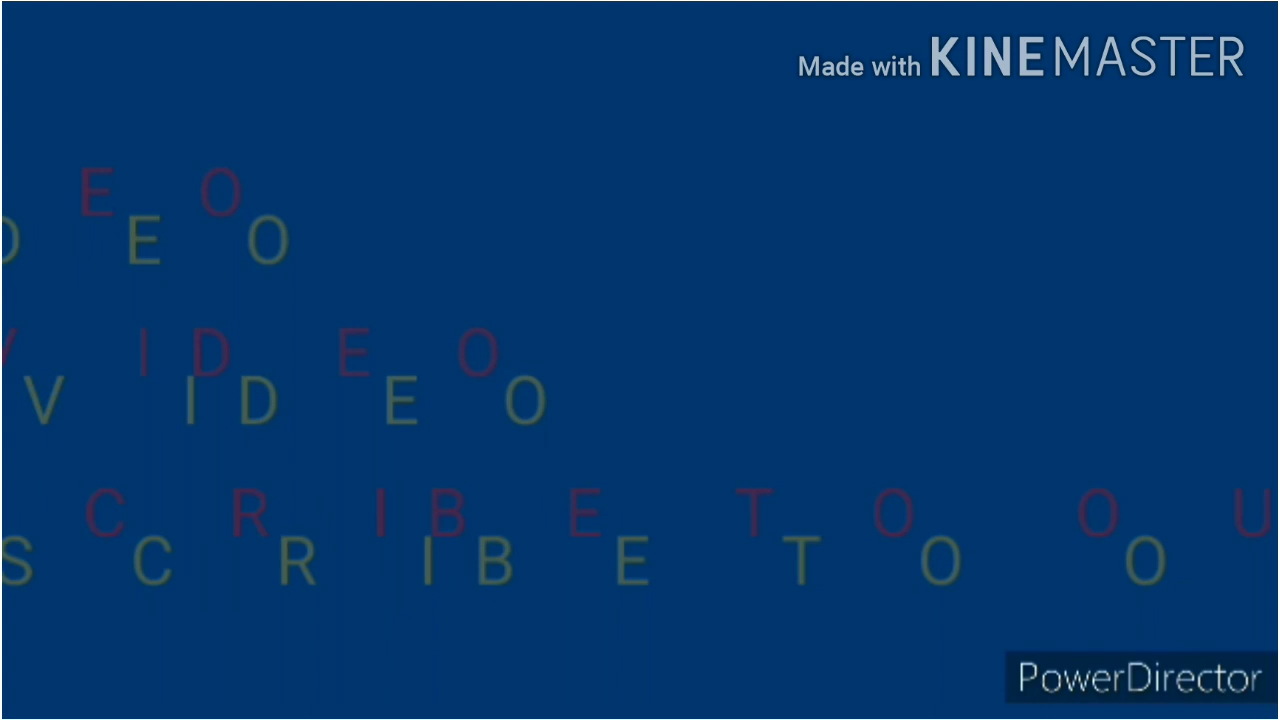 Made with KINEMASTER
E O
D E O
V I D E O
V I D E O
C R I B E T O O U
S C R I B E T O O
PowerDirector